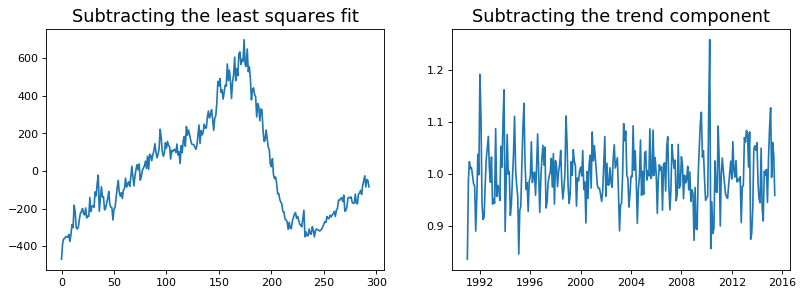 Subtracting the least squares fit
600
400
200
0
−200
−400
0 50 100 150 200 250 300
Subtracting the trend component
1.2
1.1
1.0
0.9
1992 1996 2000 2004 2008 2012 2016